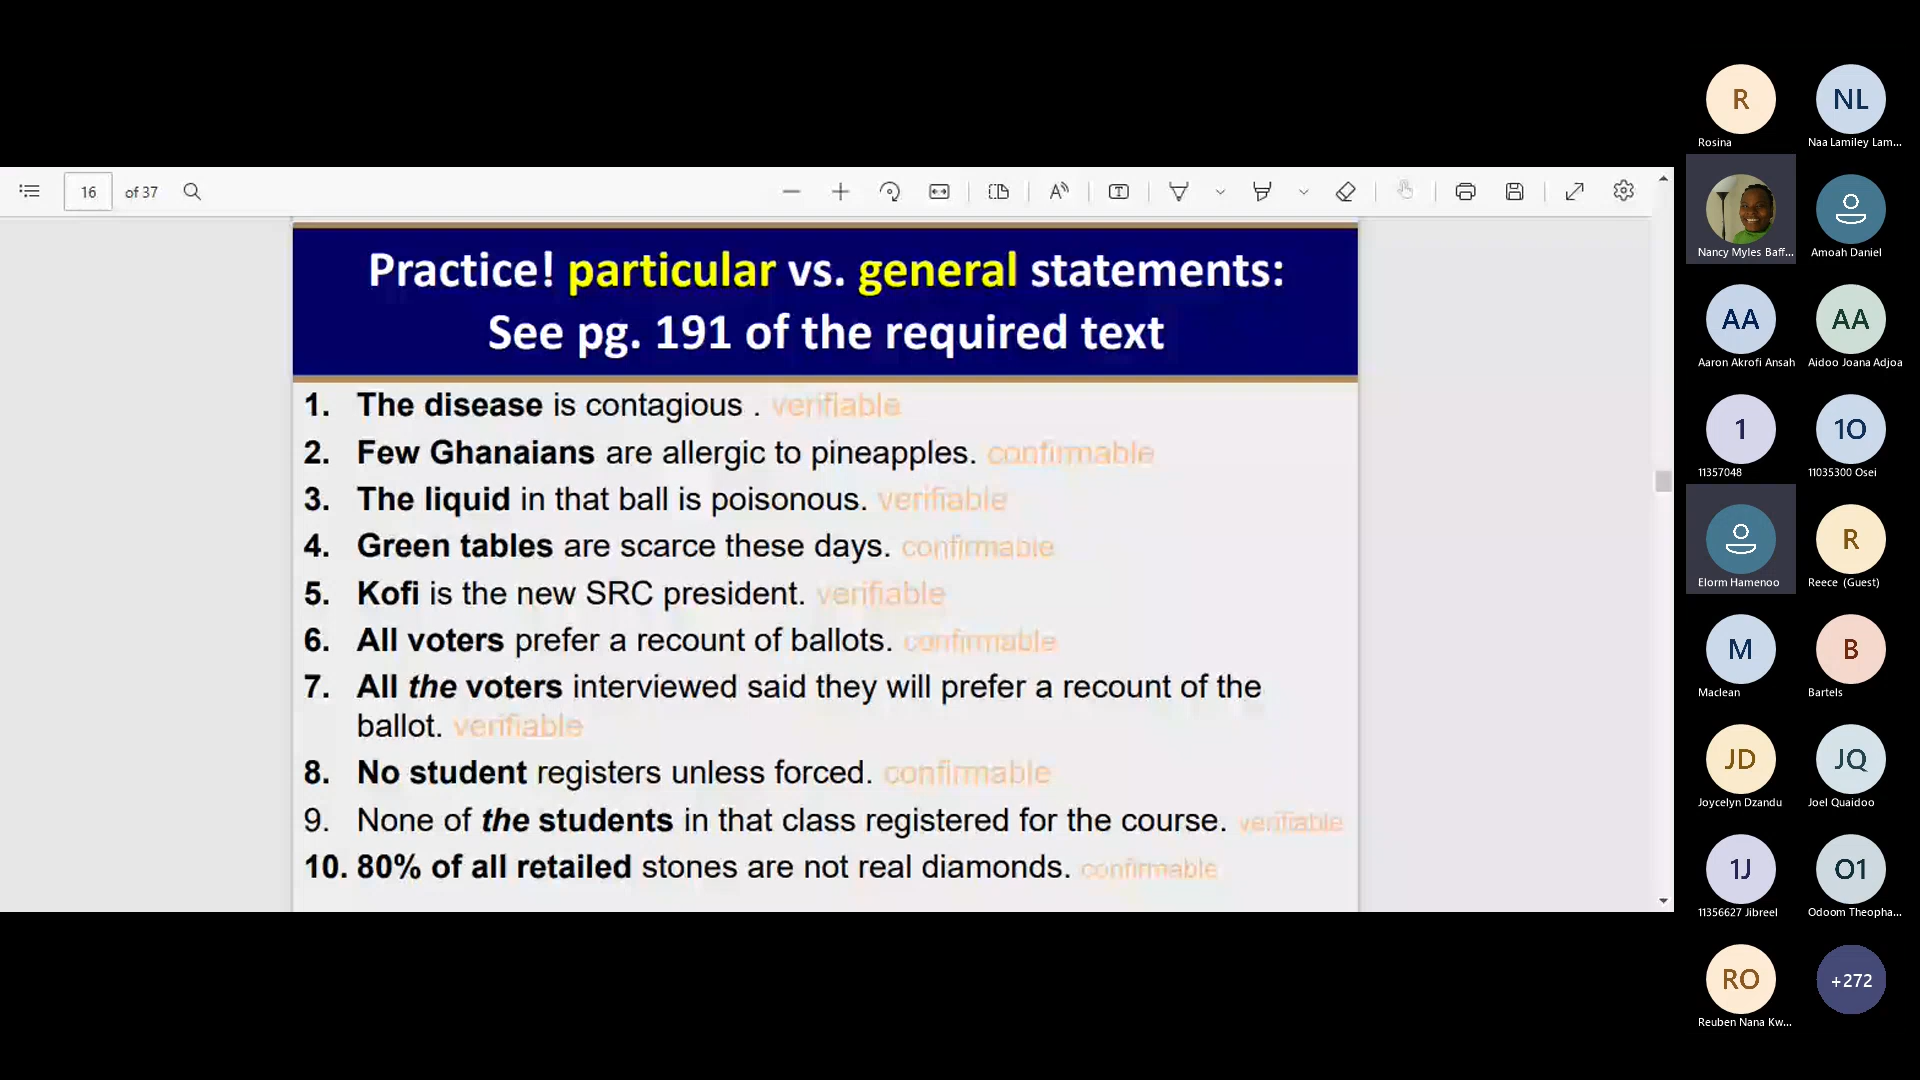 16 of 37
Practice! particular vs. general statements:
See pg. 191 of the required text
1. The disease is contagious . verifiable
2. Few Ghanaians are allergic to pineapples. confirmable
3. The liquid in that ball is poisonous. verifiable
4. Green tables are scarce these days. confirmable
5. Kofi is the new SRC president. verifiable
6. All voters prefer a recount of ballots. confirmable
7. All the voters interviewed said they will prefer a recount of the
ballot. verifiable
8. No student registers unless forced. confirmable
9. None of the students in that class registered for the course. verifiable
10. 80% of all retailed stones are not real diamonds. confirmable
R NL
Rosina Naa Lamiley Lam...
Nancy Myles Baff... Amoah Daniel
AA AA
Aaron Akrofi Ansah Aidoo Joana Adjoa
1 1O
11357048 11035300 Osei
R
Elorm Hamenoo Reece (Guest)
M B
Maclean Bartels
JD JQ
Joycelyn Dzandu Joel Quaidoo
1J O1
11356627 Jibreel Odoom Theopha...
RO +272
Reuben Nana Kw...